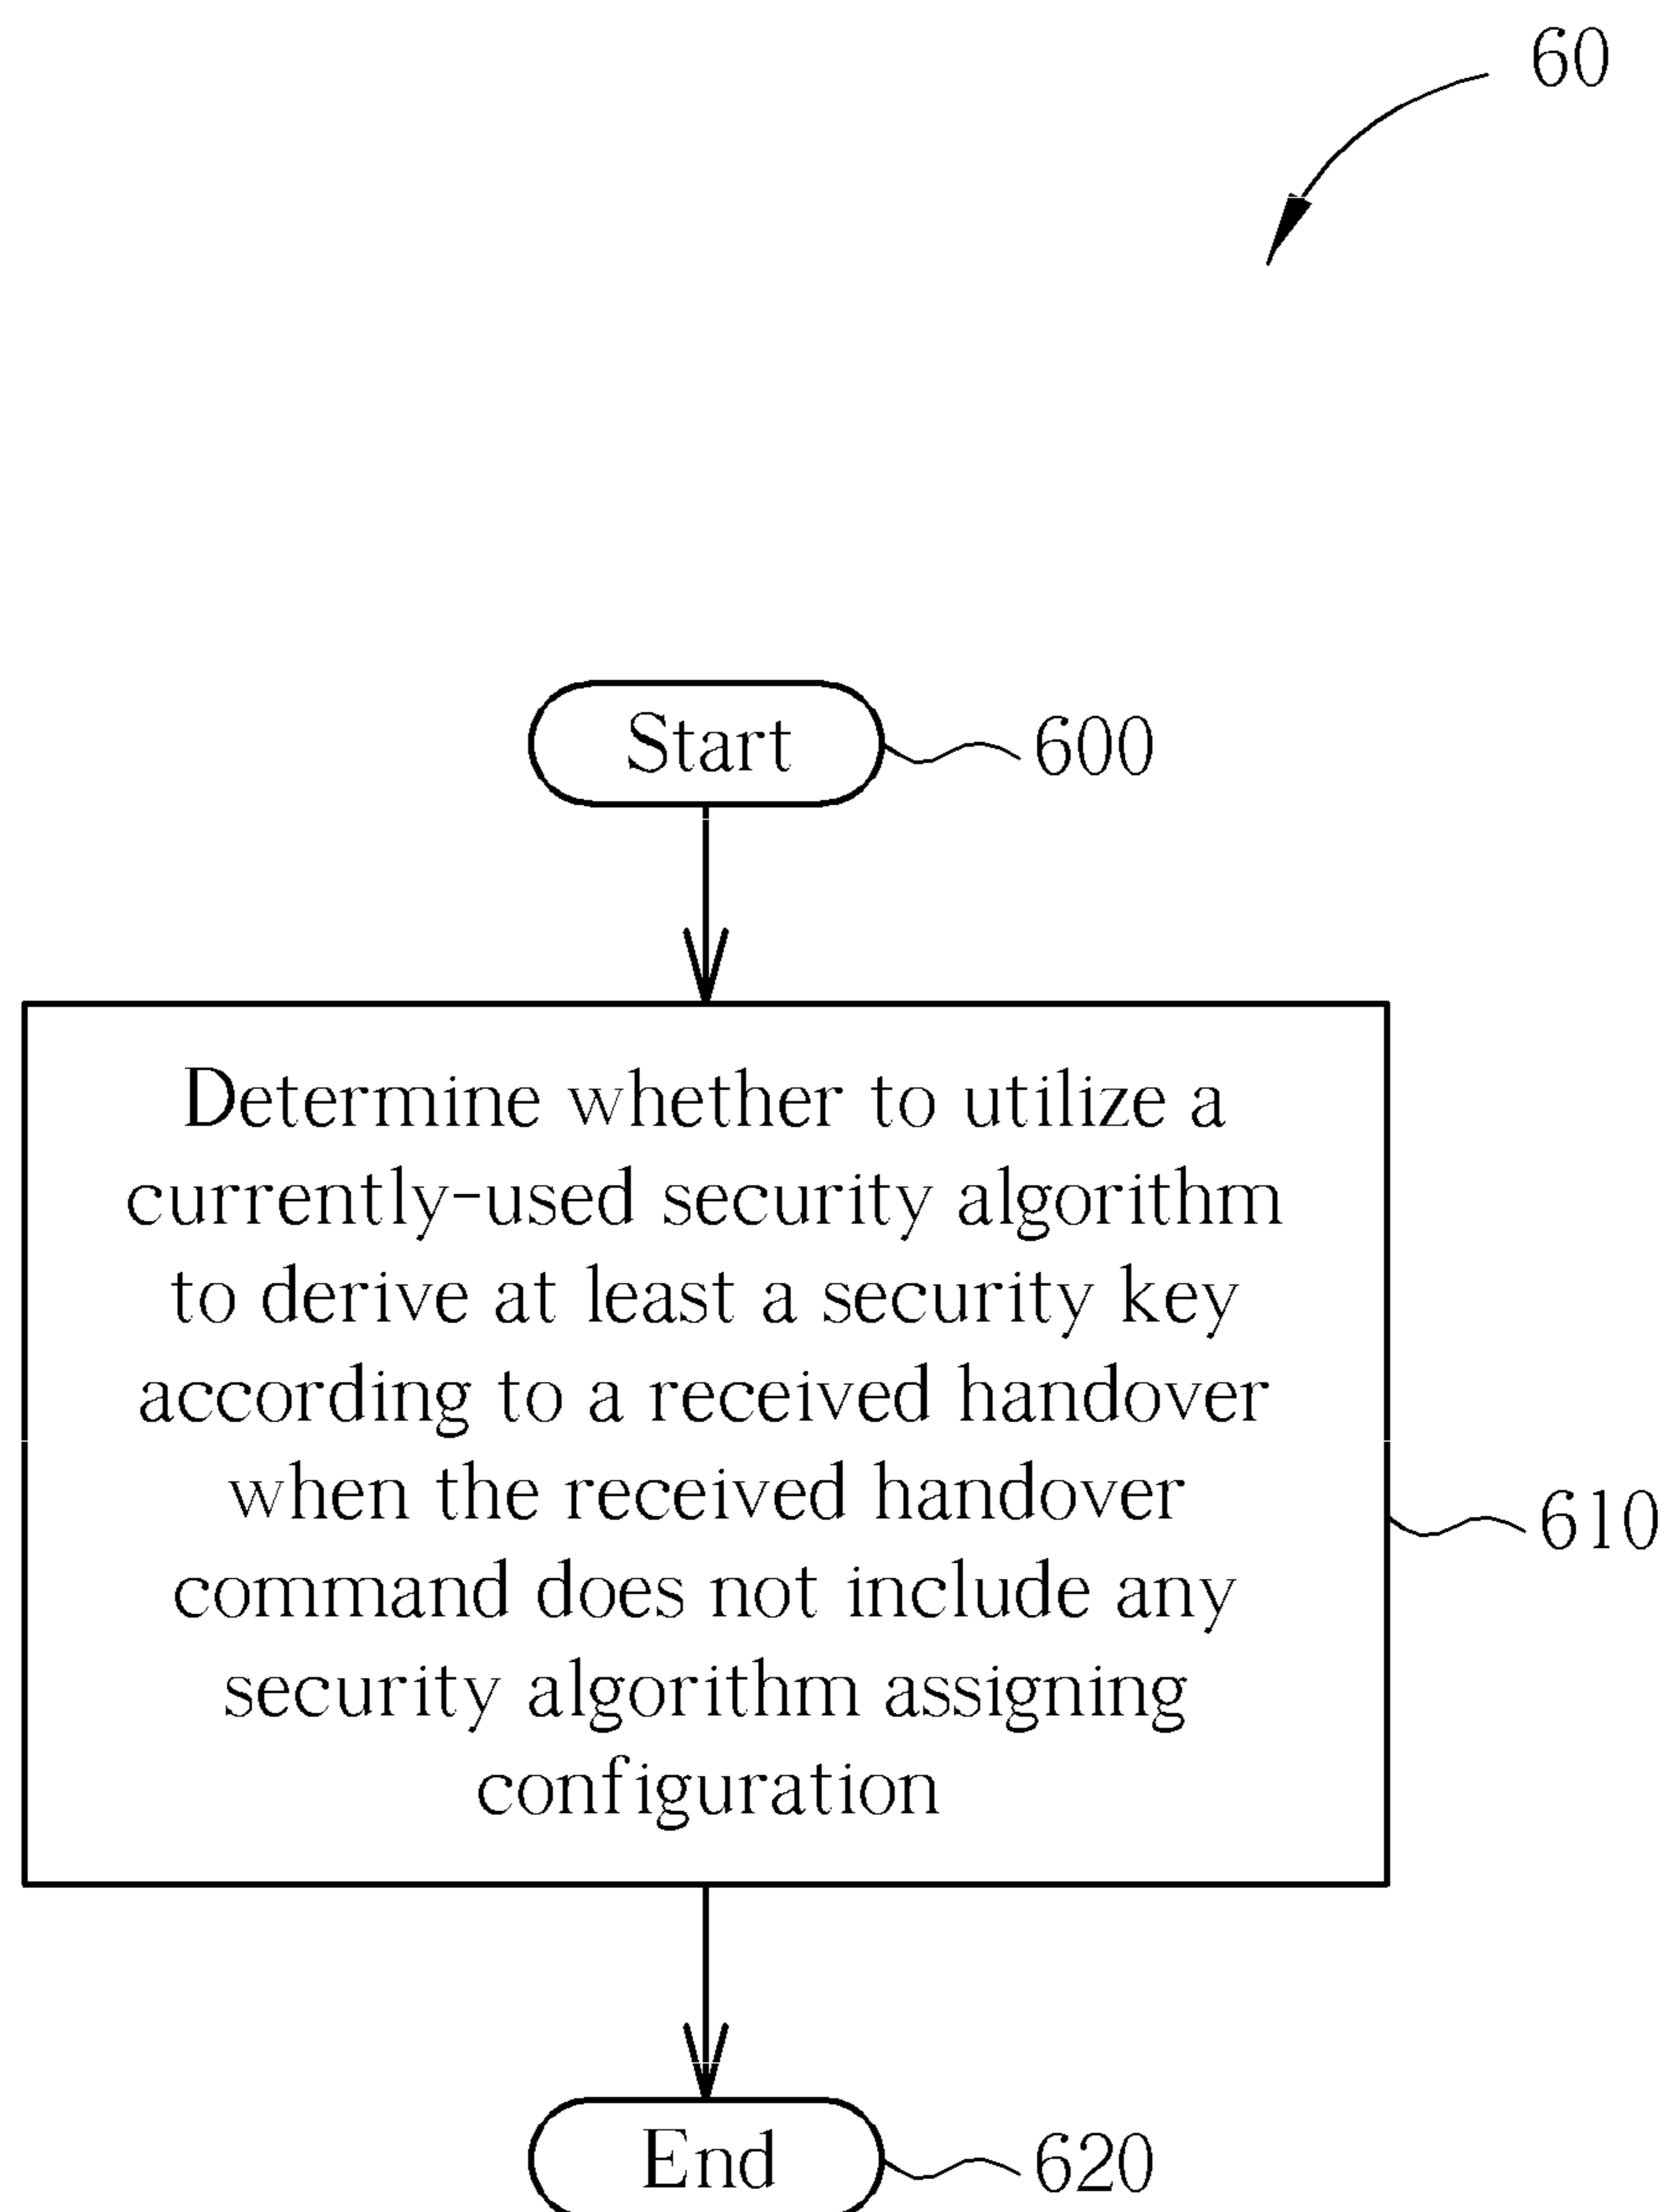 60
Start
600
Determine whether to utilize a
currently-used security algorithm
to derive at least a security key
according to a received handover
when the received handover
command does not include any
security algorithm assigning
configuration
610
End
620